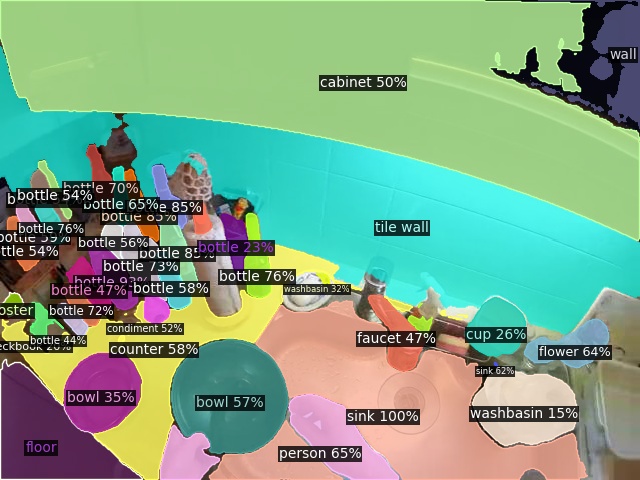 wall
cabinet 50%
bottle 70%
bottle 54%
bottle 65%
bottle 85%
tile wall
bottle 76%
bottle 56%
bottle 23%
bottle 85%
ttle 54%
bottle 73%
bottle 76%
bottle 47%
bottle 58%
washbasin 32%
oster
bottle 72%
condiment 52%
cup 26%
faucet 47%
bottle 44%
counter 58%
flower 64%
sink 62%
bowl 35%
bowl 57%
sink 100%
washbasin 15%
floor
person 65%